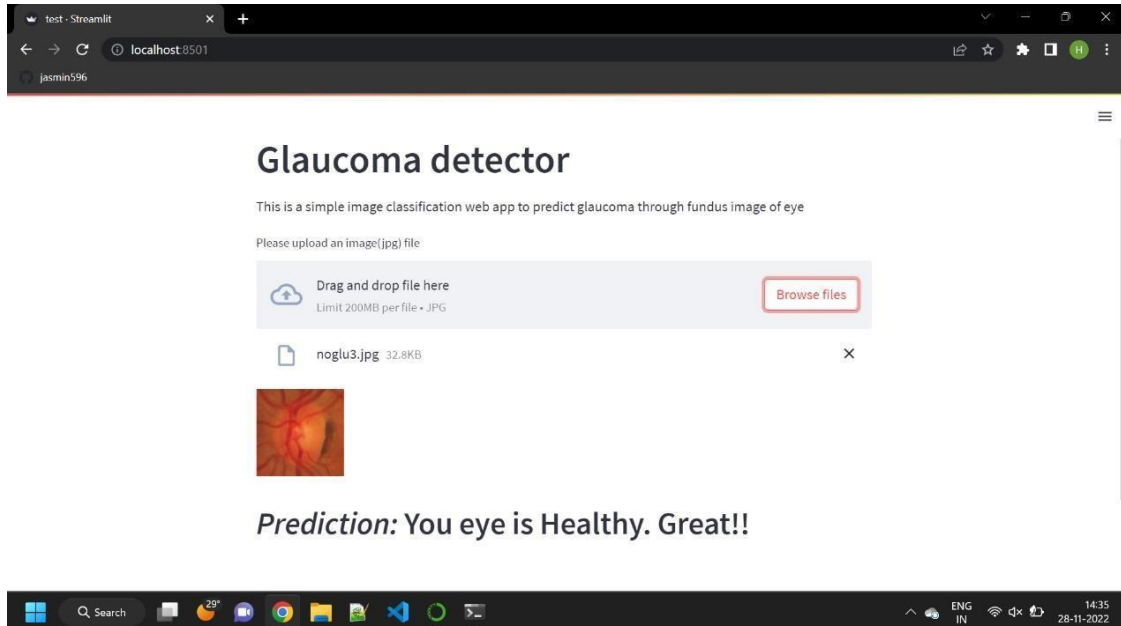 test · Streamlit
localhost:8501
H
jasmin596
Glaucoma detector
This is a simple image classification web app to predict glaucoma through fundus image of eye
Please upload an image(jpg) file
Drag and drop file here
Limit 200MB per file • JPG
Browse files
noglu3.jpg 32.8KB
Prediction: You eye is Healthy. Great!!
Search
29°
ENG
IN
14:35
28-11-2022